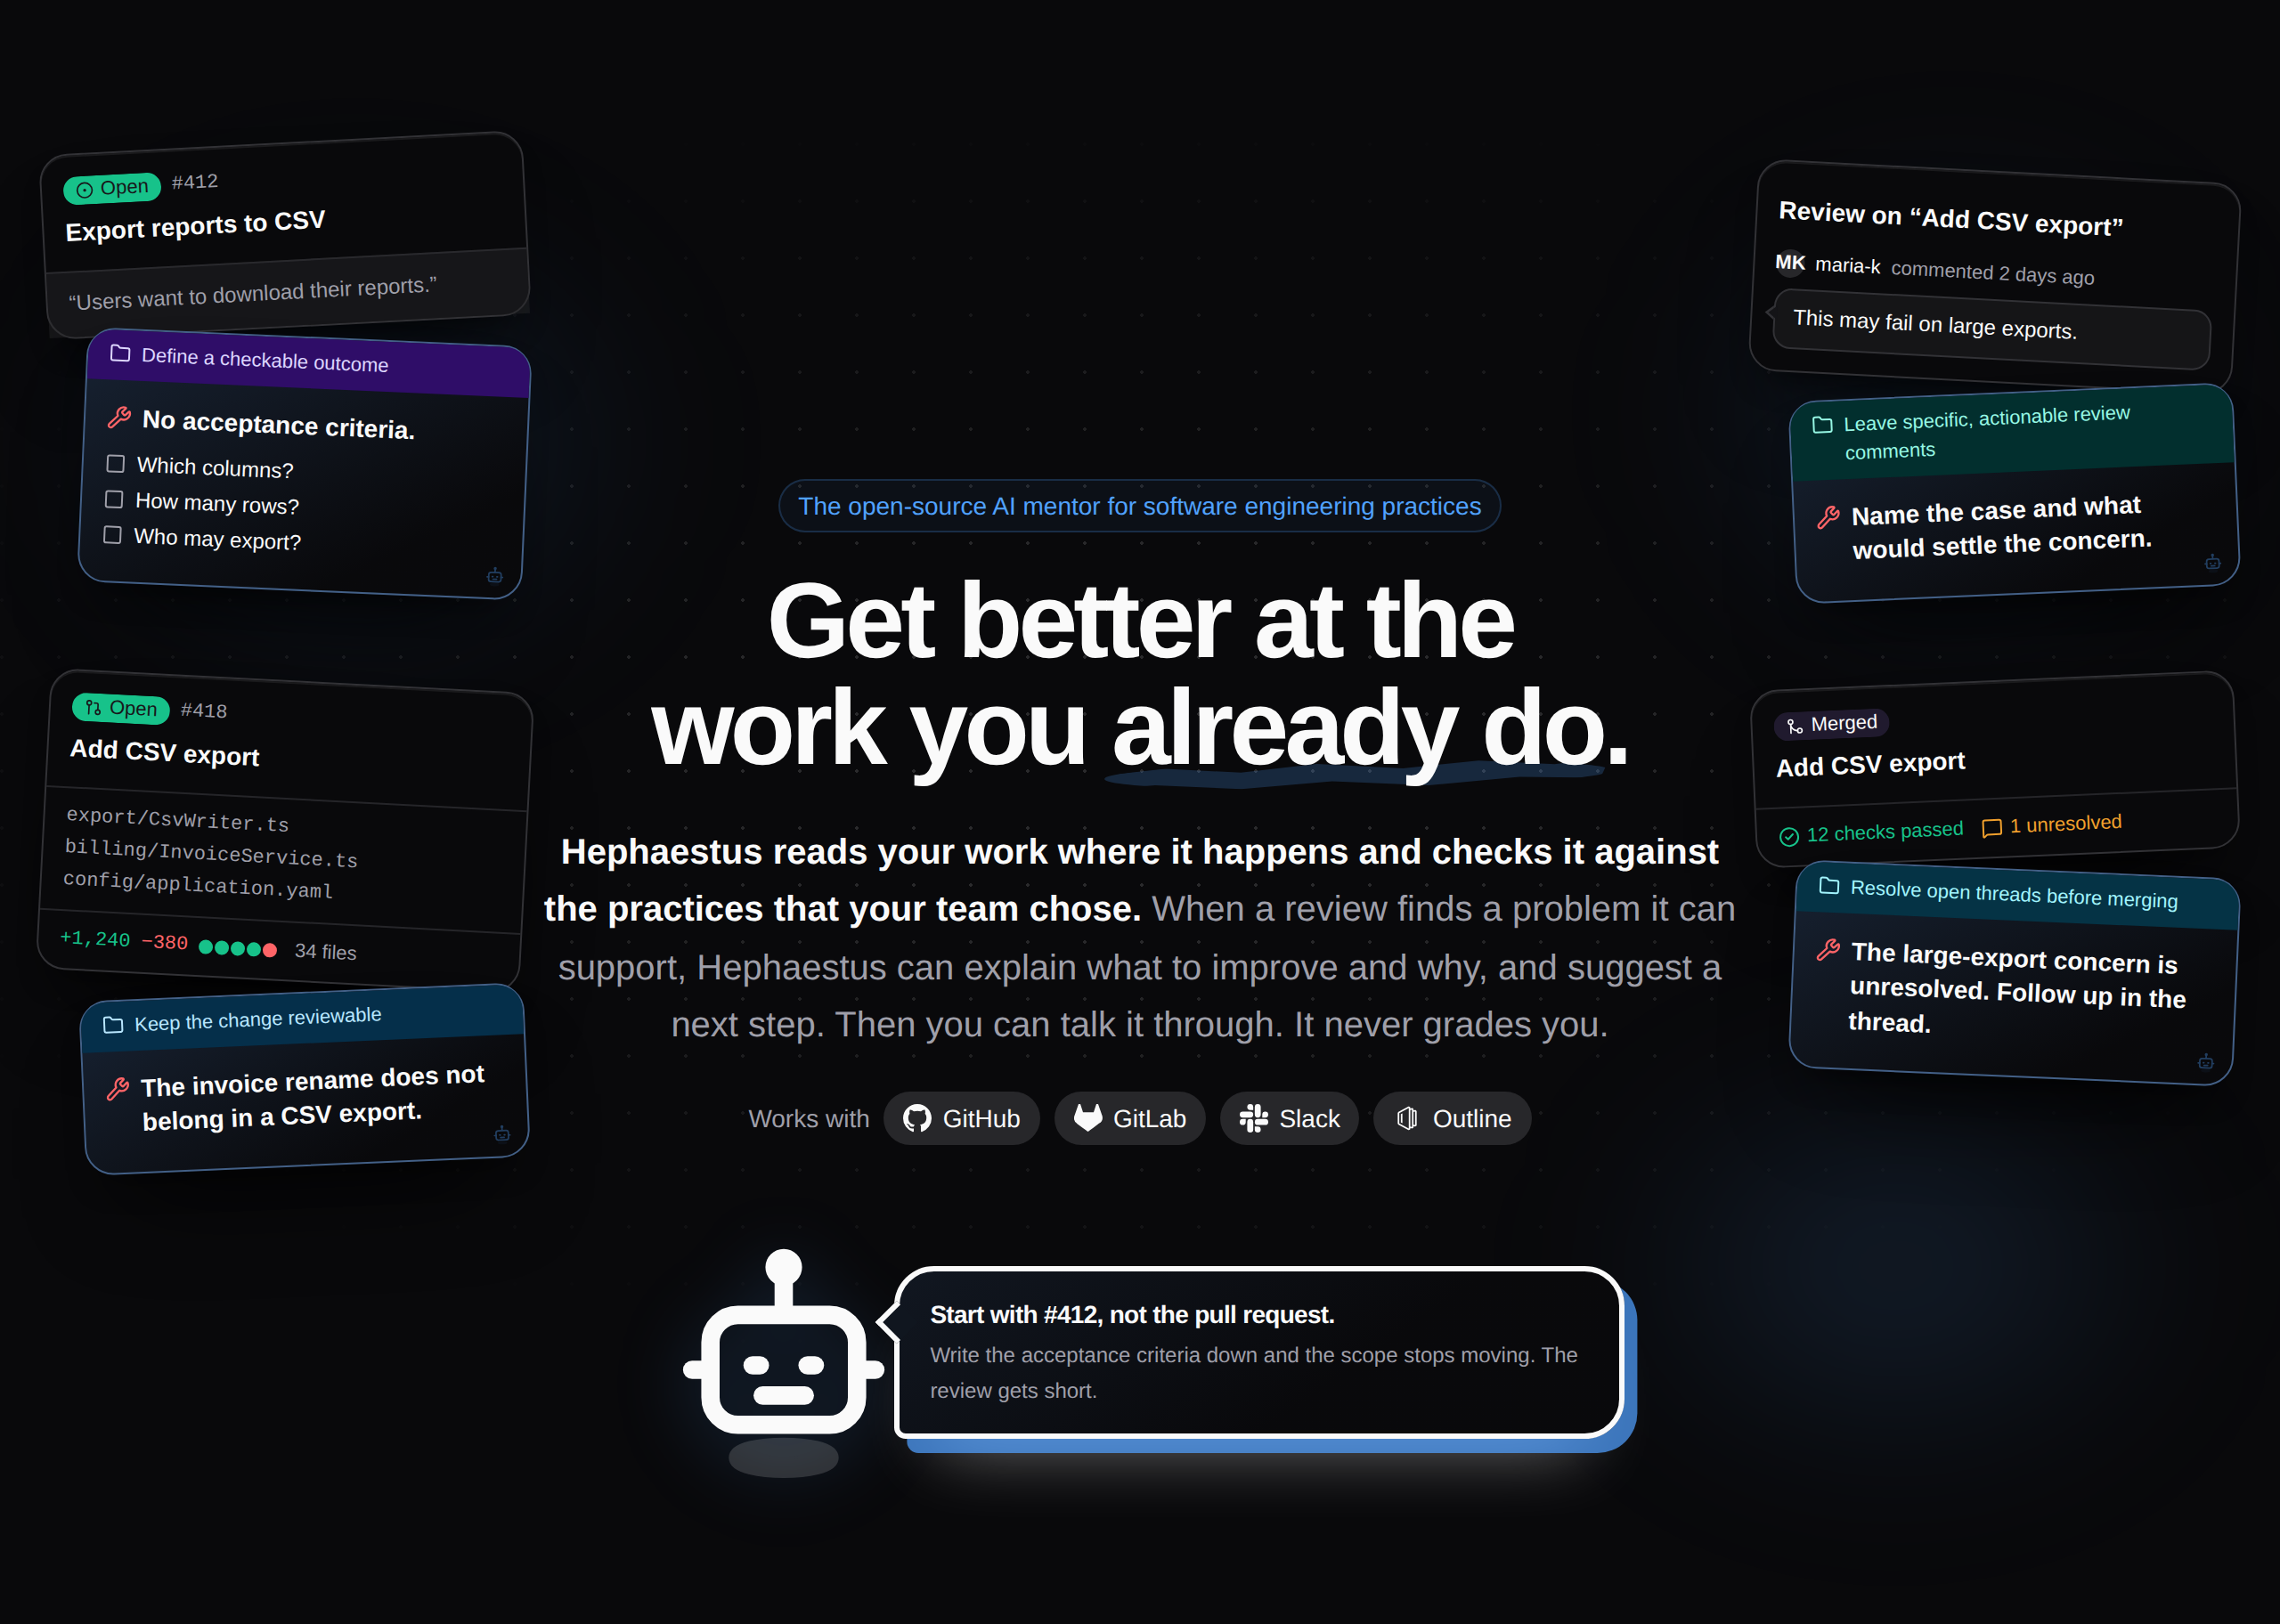 Open #412
Export reports to CSV
“Users want to download their reports.”
Define a checkable outcome
No acceptance criteria.
Which columns?
How many rows?
Who may export?
Open #418
Add CSV export
export/CsvWriter.ts
billing/InvoiceService.ts
config/application.yaml
+1,240 −380 34 files
Keep the change reviewable
The invoice rename does not
belong in a CSV export.
The open-source AI mentor for software engineering practices
Get better at the
work you already do.
Hephaestus reads your work where it happens and checks it against
the practices that your team chose. When a review finds a problem it can
support, Hephaestus can explain what to improve and why, and suggest a
next step. Then you can talk it through. It never grades you.
Works with GitHub GitLab Slack Outline
Start with #412, not the pull request.
Write the acceptance criteria down and the scope stops moving. The
review gets short.
Review on “Add CSV export”
MK maria-k commented 2 days ago
This may fail on large exports.
Leave specific, actionable review
comments
Name the case and what
would settle the concern.
Merged
Add CSV export
12 checks passed 1 unresolved
Resolve open threads before merging
The large-export concern is
unresolved. Follow up in the
thread.